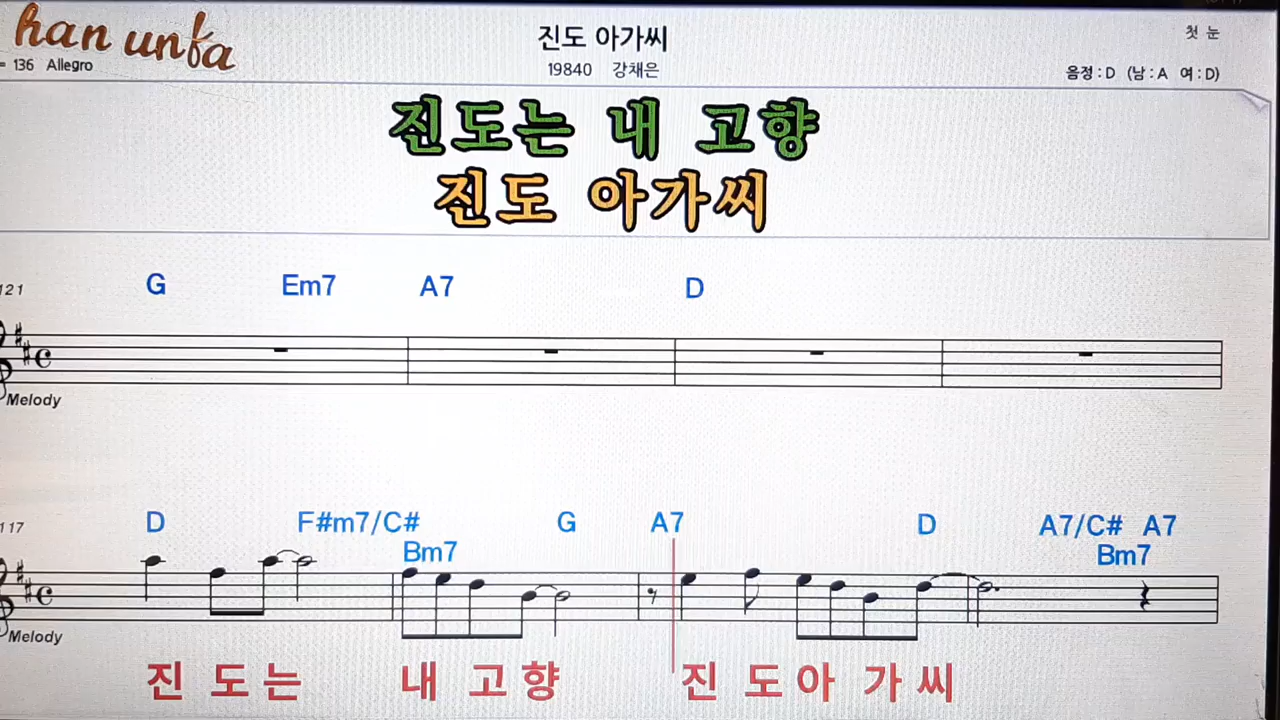 han unfa
진도 아가씨
첫 눈
= 136 Allegro
19840 강채은
음정 : D (남 : A 여 : D)
진도는 내 고향
진도 아가씨
121
G Em7 A7 D
Melody
117
D F#m7/C# G A7 D A7/C# A7
Bm7 Bm7
Melody
진 도 는 내 고 향 진 도 아 가 씨